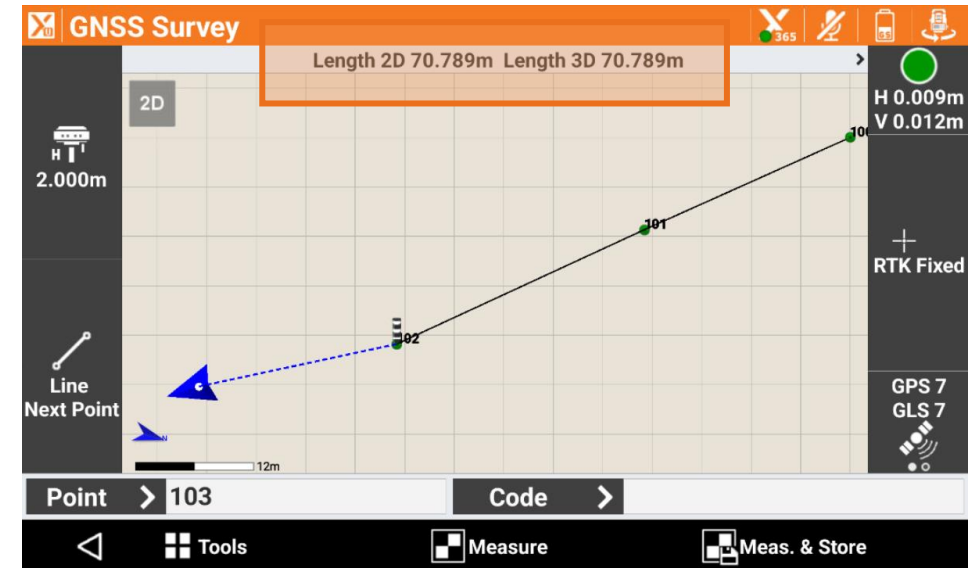 GNSS Survey
365
65
Length 2D 70.789m Length 3D 70.789m
2D
H
2.000m
H 0.009m
V 0.012m
101
102
RTK Fixed
Line
Next Point
N
12m
GPS 7
GLS 7
Point
103
Code
Tools
Measure
Meas. & Store